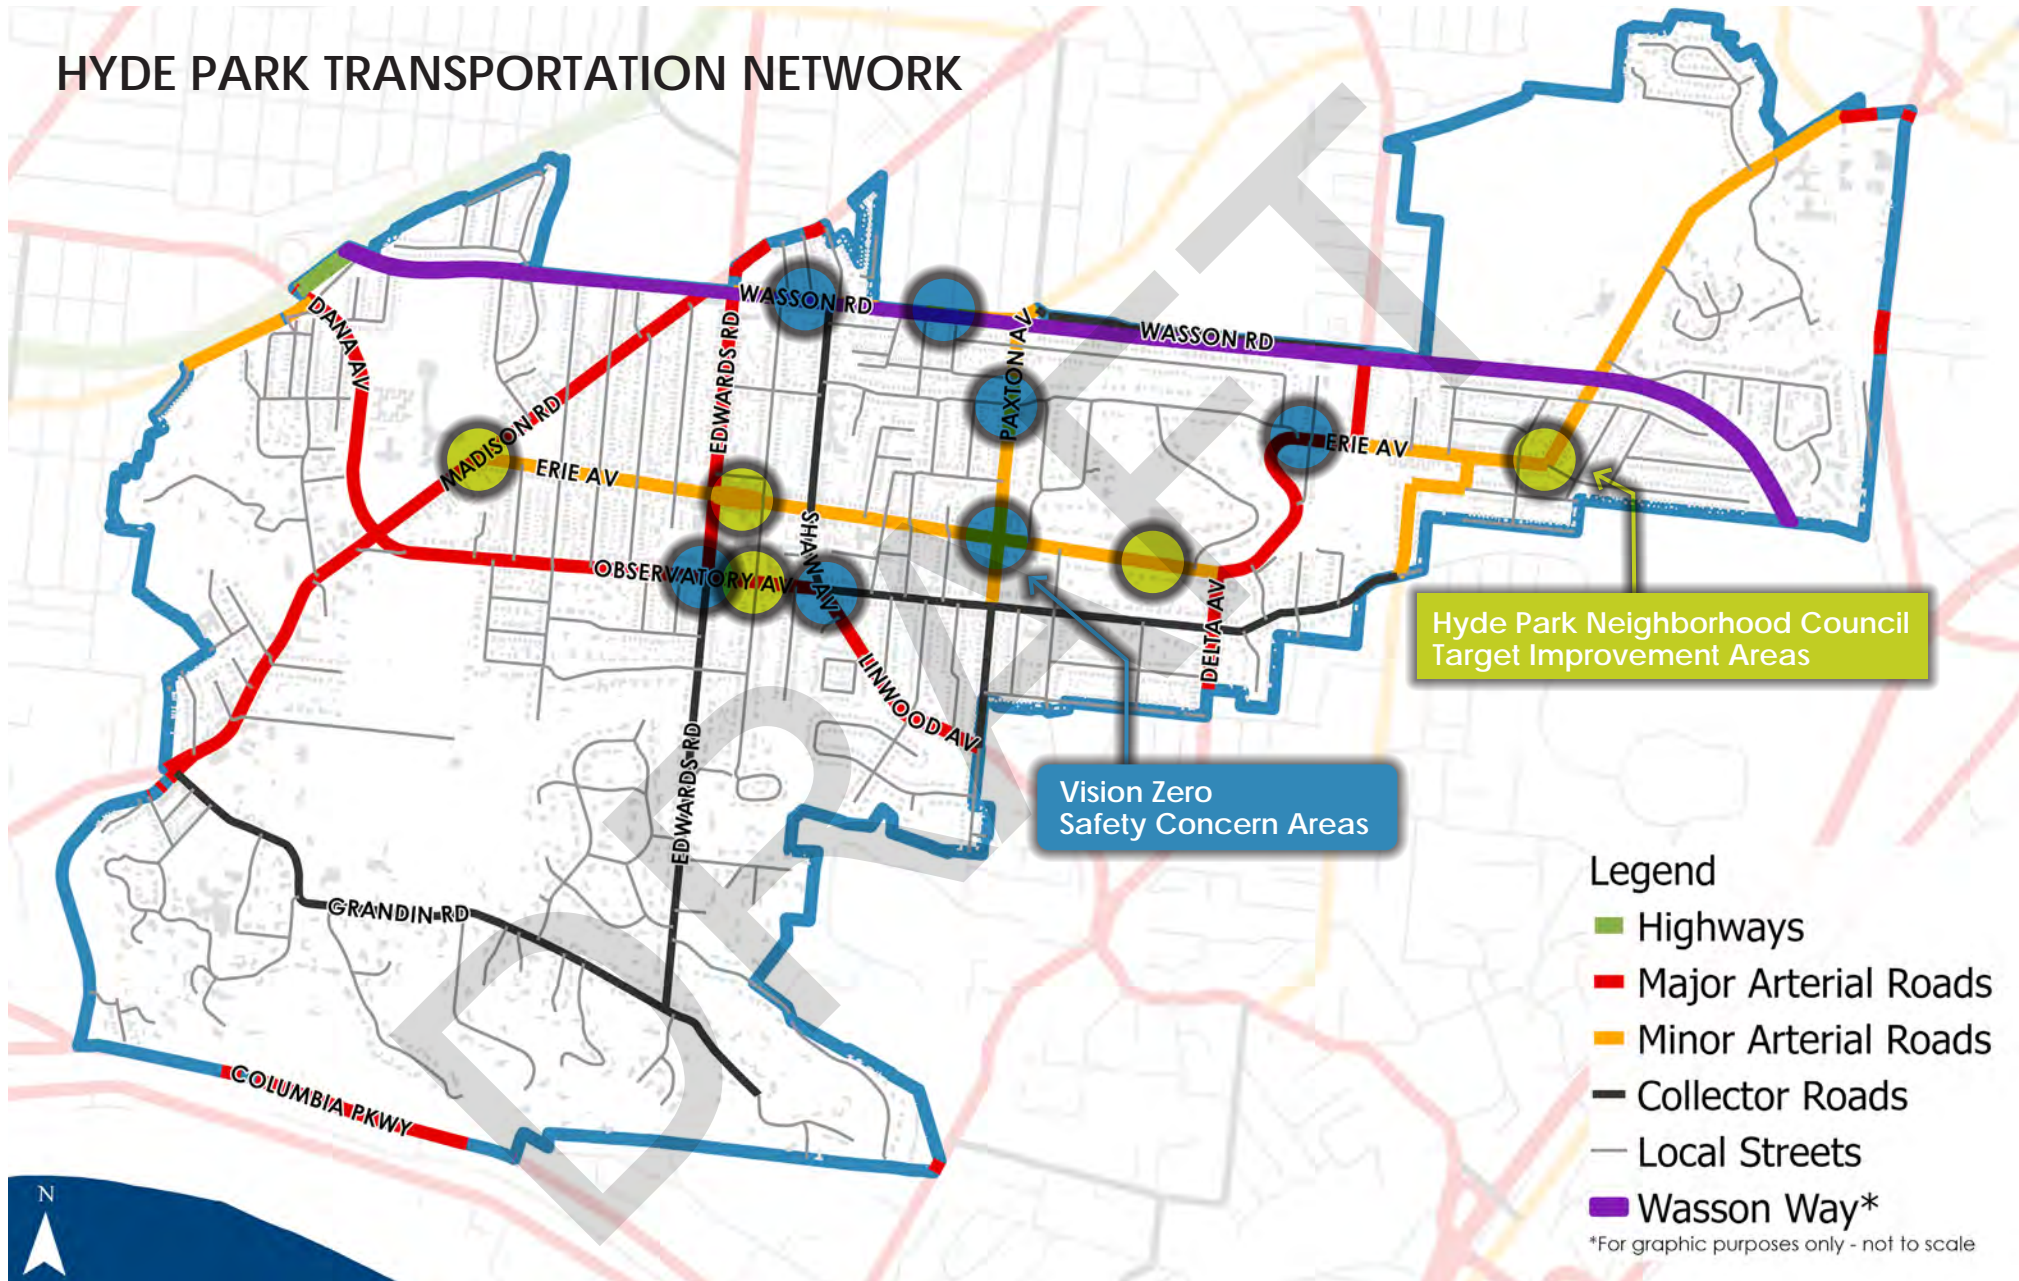 HYDE PARK TRANSPORTATION NETWORK
DANA AV
MADISON RD
WASSON RD
EDWARDS RD
PAXTON AV
WASSON RD
ERIE AV
ERIE AV
SHAW AV
OBSERVATORY AV
DELTA AV
LINWOOD AV
EDWARDS RD
GRANDIN RD
COLUMBIA PKWY
Hyde Park Neighborhood Council
Target Improvement Areas
Vision Zero
Safety Concern Areas
DRAFT
Legend
Highways
Major Arterial Roads
Minor Arterial Roads
Collector Roads
Local Streets
Wasson Way*
*For graphic purposes only - not to scale
N